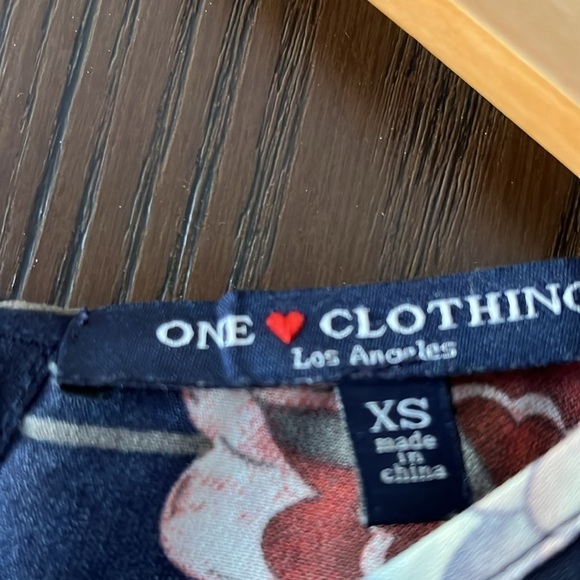 ONE ❤ CLOTHING
Los Angeles
XS
made
in
china